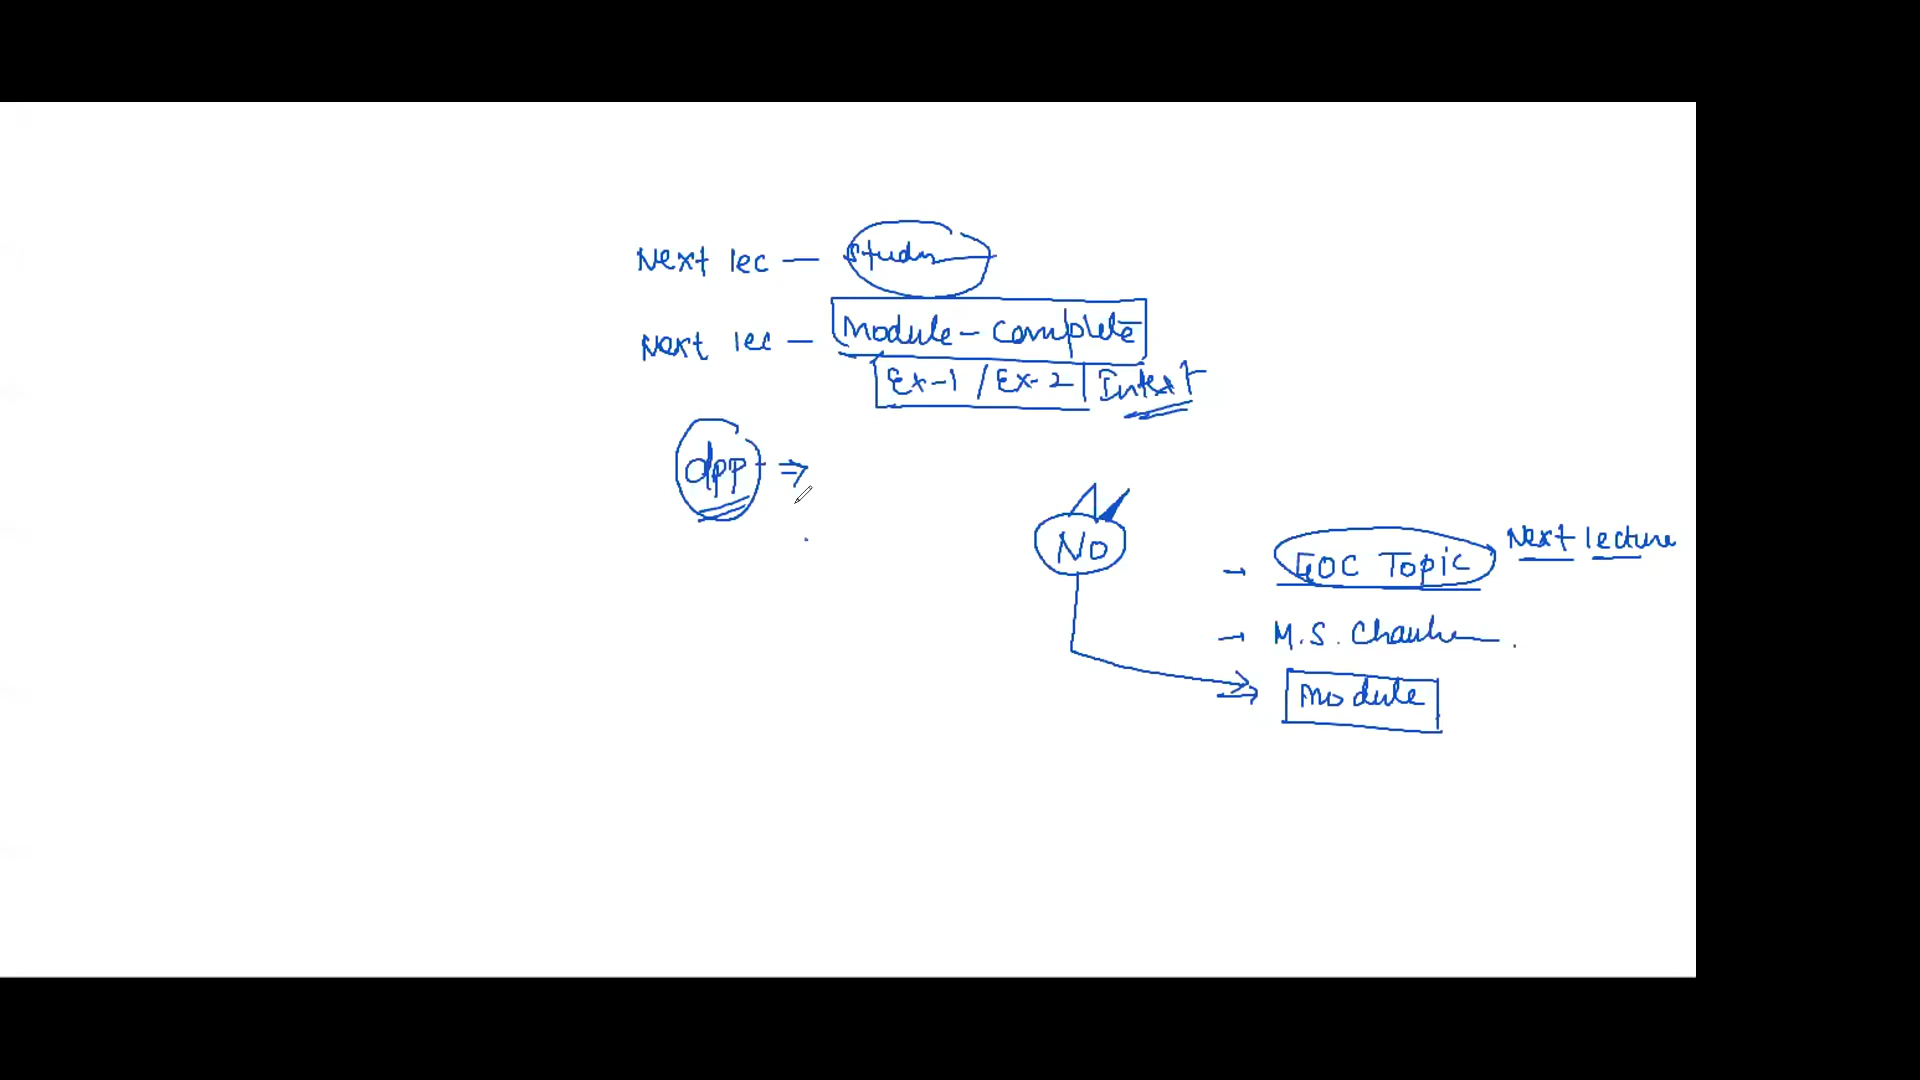 Next lec —
Next lec — Module - Complete
Ex-1 / Ex-2 | Intext
dpp ⇒
No
→ GOC Topic Next lecture
→ M.S. Chauhan
→ Module